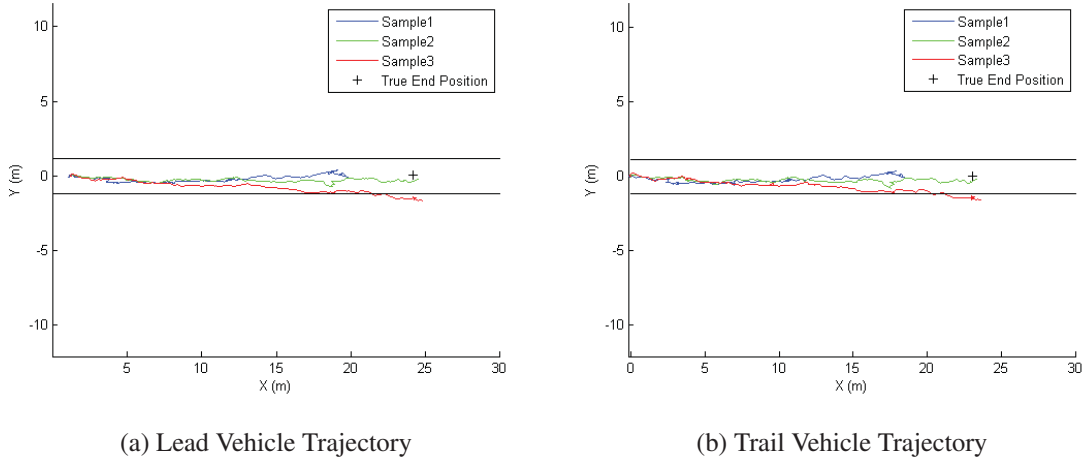 10
5
0
-5
-10
Y (m)
5
10
15
20
25
30
X (m)
Sample1
Sample2
Sample3
True End Position
(a) Lead Vehicle Trajectory
10
5
0
-5
-10
Y (m)
0
5
10
15
20
25
30
X (m)
Sample1
Sample2
Sample3
True End Position
(b) Trail Vehicle Trajectory